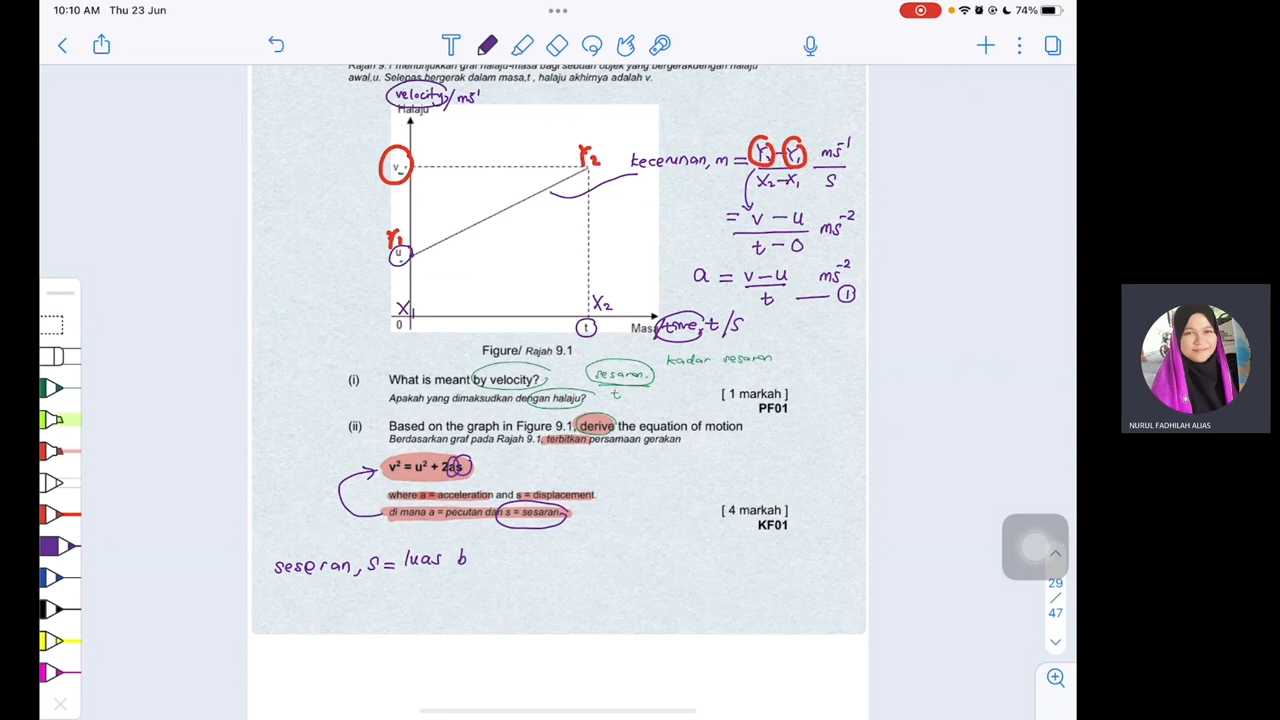 10:10 AM Thu 23 Jun
74%
Rajah 9.1 menunjukkan graf halaju-masa bagi sebuah objek yang bergerakdengan halaju
awal,u. Selepas bergerak dalam masa,t , halaju akhirnya adalah v.
velocity/ms⁻¹
Halaju
v
Y₂
Y₁
u
X₁
X₂
0
t
Masa
time, t/s
kecerunan, m = Y₂-Y₁ ms⁻¹
X₂-X₁ s
= v - u ms⁻²
t - 0
a = v-u ms⁻²
t — ①
Figure/ Rajah 9.1
sesaran
t
kadar sesaran
(i) What is meant by velocity?
Apakah yang dimaksudkan dengan halaju?
[ 1 markah ]
PF01
(ii) Based on the graph in Figure 9.1, derive the equation of motion
Berdasarkan graf pada Rajah 9.1, terbitkan persamaan gerakan
v² = u² + 2as
where a = acceleration and s = displacement.
di mana a = pecutan dan s = sesaran.
[ 4 markah ]
KF01
seseran, s = luas b
29
/
47
NURUL FADHILAH ALIAS